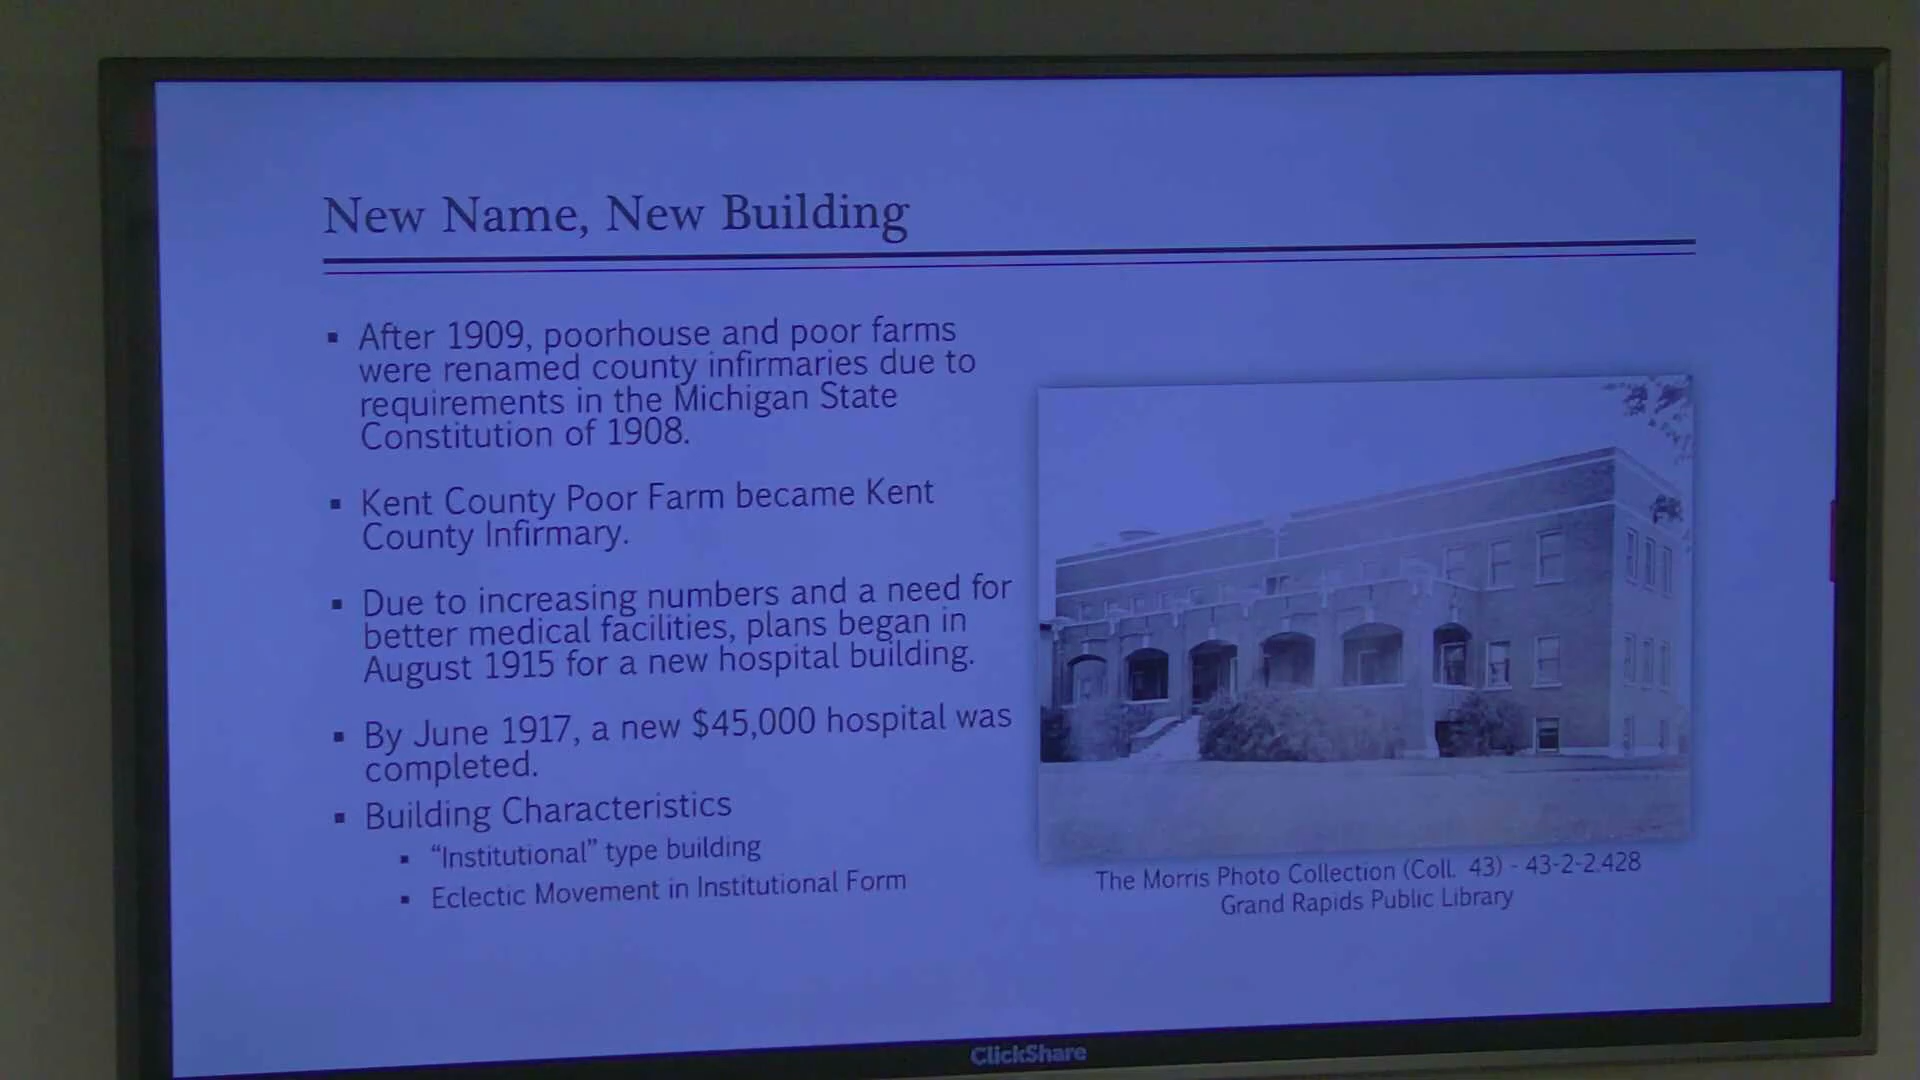 New Name, New Building
▪ After 1909, poorhouse and poor farms
were renamed county infirmaries due to
requirements in the Michigan State
Constitution of 1908.
▪ Kent County Poor Farm became Kent
County Infirmary.
▪ Due to increasing numbers and a need for
better medical facilities, plans began in
August 1915 for a new hospital building.
▪ By June 1917, a new $45,000 hospital was
completed.
▪ Building Characteristics
▪ “Institutional” type building
▪ Eclectic Movement in Institutional Form
The Morris Photo Collection (Coll. 43) - 43-2-2.428
Grand Rapids Public Library
ClickShare